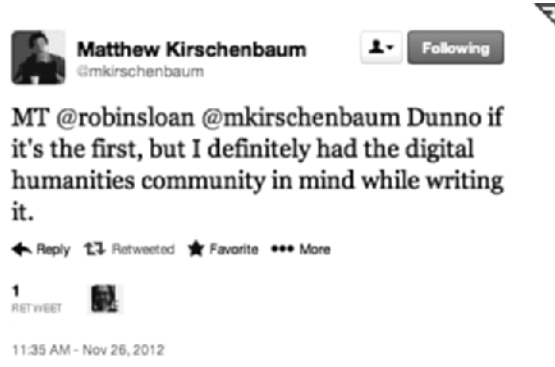 Matthew Kirschenbaum
@mkirschenbaum
Following
MT @robinsloan @mkirschenbaum Dunno if
it's the first, but I definitely had the digital
humanities community in mind while writing
it.
Reply Retweeted Favorite More
1
RETWEET
11:35 AM - Nov 26, 2012